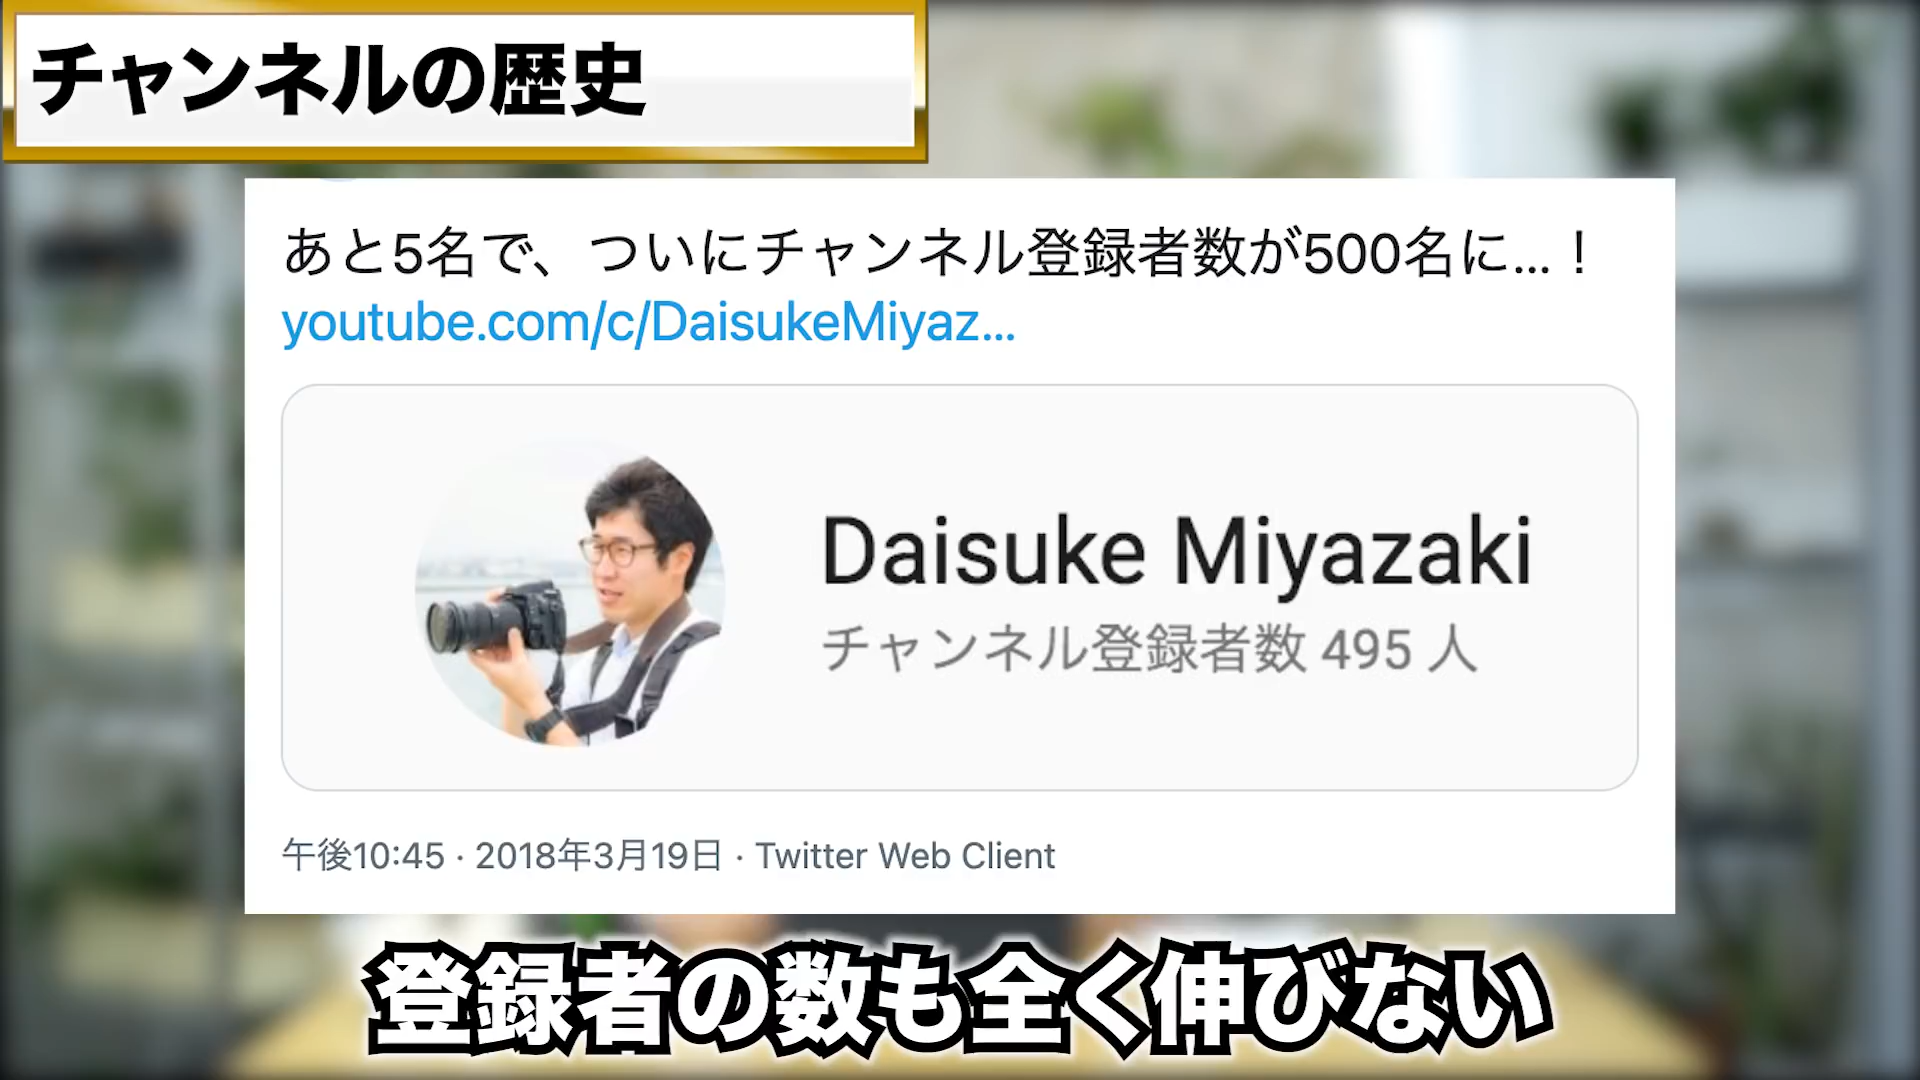 チャンネルの歴史
あと5名で、ついにチャンネル登録者数が500名に...！
youtube.com/c/DaisukeMiyaz...
Daisuke Miyazaki
チャンネル登録者数 495 人
午後10:45 · 2018年3月19日 · Twitter Web Client
登録者の数も全く伸びない